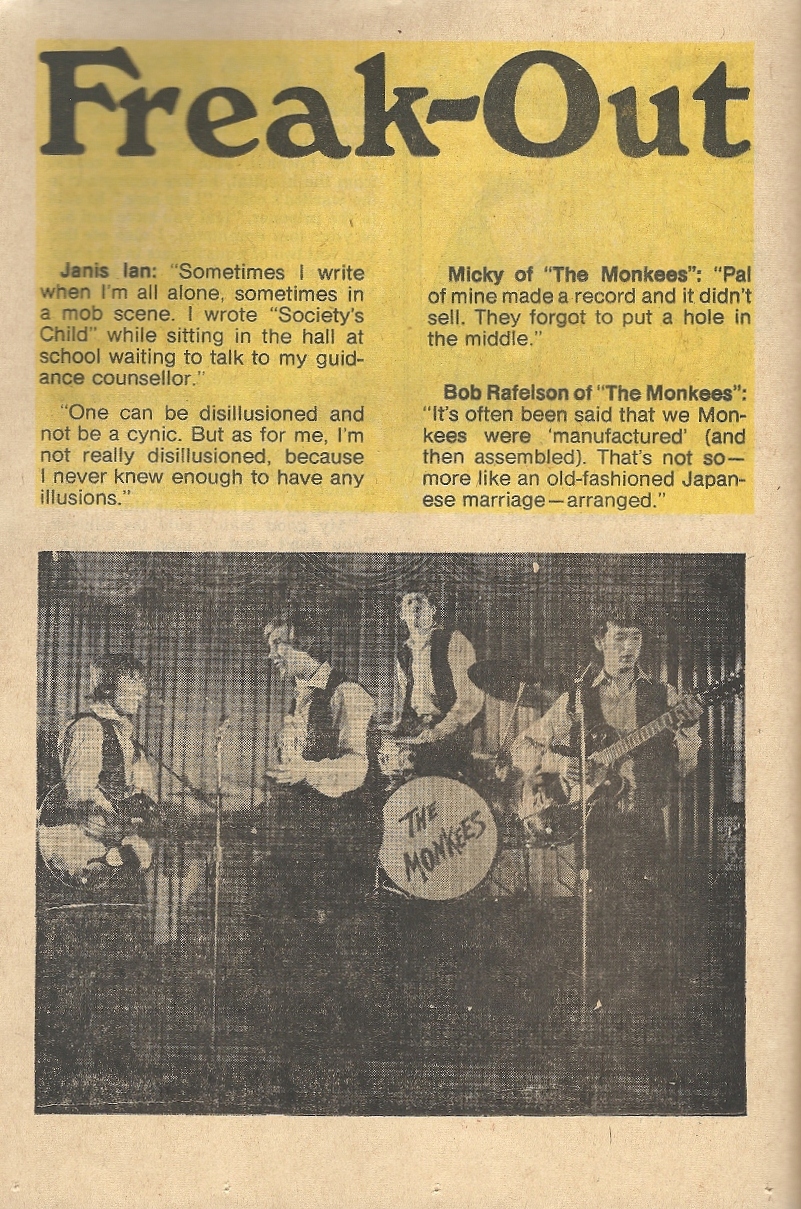 Freak-Out
Janis Ian: "Sometimes I write
when I'm all alone, sometimes in
a mob scene. I wrote "Society's
Child" while sitting in the hall at
school waiting to talk to my guid-
ance counsellor."
"One can be disillusioned and
not be a cynic. But as for me, I'm
not really disillusioned, because
I never knew enough to have any
illusions."
Micky of "The Monkees": "Pal
of mine made a record and it didn't
sell. They forgot to put a hole in
the middle."
Bob Rafelson of "The Monkees":
"It's often been said that we Mon-
kees were 'manufactured' (and
then assembled). That's not so—
more like an old-fashioned Japan-
ese marriage—arranged."
THE
MONKEES